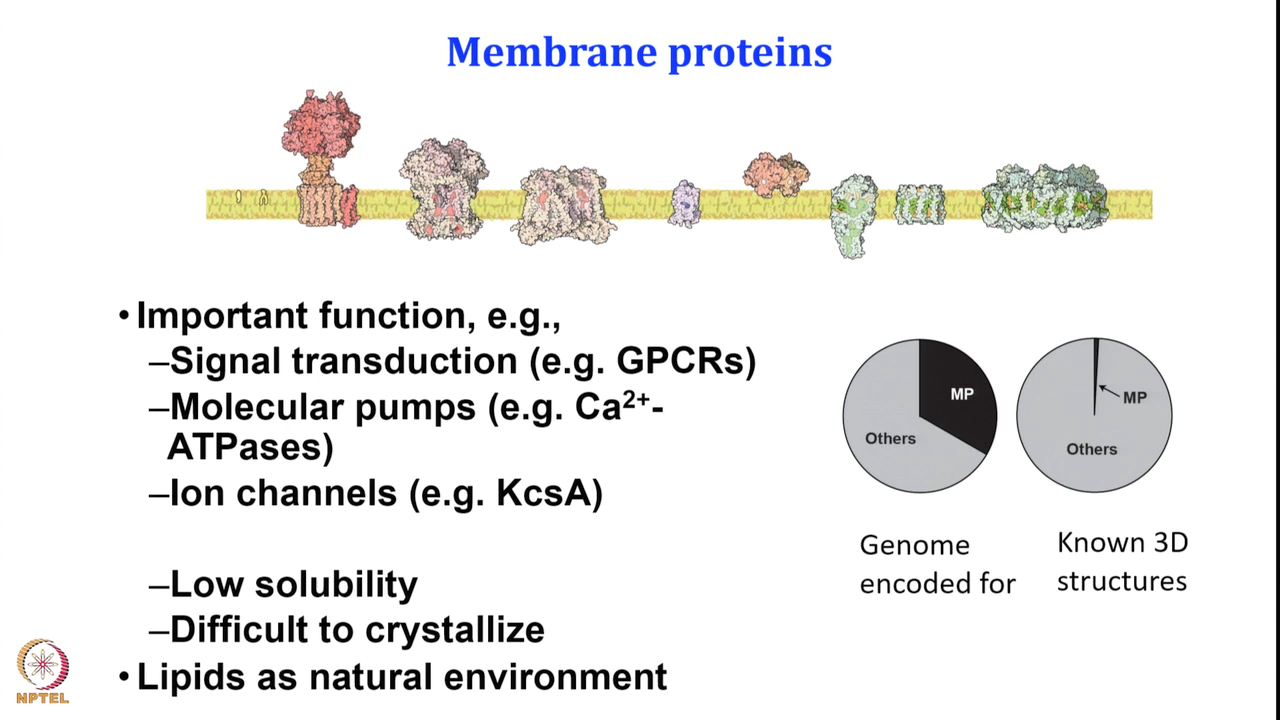 Membrane proteins
• Important function, e.g.,
–Signal transduction (e.g. GPCRs)
–Molecular pumps (e.g. Ca²⁺-
ATPases)
–Ion channels (e.g. KcsA)
–Low solubility
–Difficult to crystallize
• Lipids as natural environment
MP
Others
MP
Others
Genome
encoded for
Known 3D
structures
NPTEL